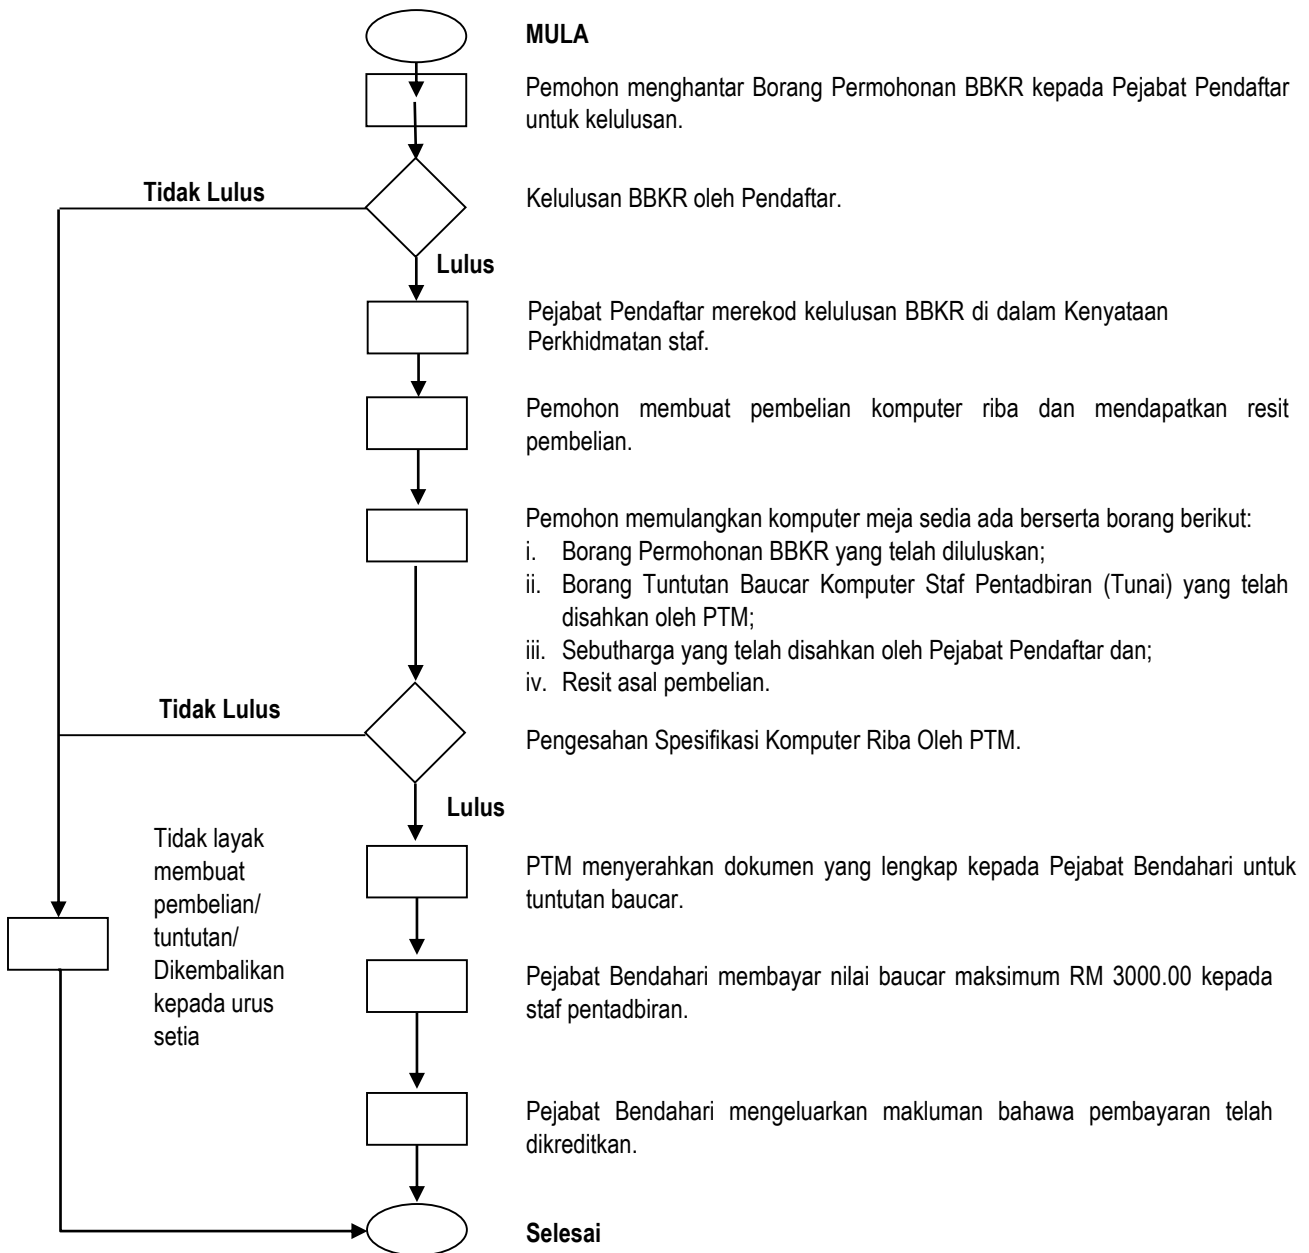 MULA
Pemohon menghantar Borang Permohonan BBKR kepada Pejabat Pendaftar
untuk kelulusan.
Tidak Lulus
Kelulusan BBKR oleh Pendaftar.
Lulus
Pejabat Pendaftar merekod kelulusan BBKR di dalam Kenyataan
Perkhidmatan staf.
Pemohon membuat pembelian komputer riba dan mendapatkan resit
pembelian.
Pemohon memulangkan komputer meja sedia ada berserta borang berikut:
i. Borang Permohonan BBKR yang telah diluluskan;
ii. Borang Tuntutan Baucar Komputer Staf Pentadbiran (Tunai) yang telah
disahkan oleh PTM;
iii. Sebutharga yang telah disahkan oleh Pejabat Pendaftar dan;
iv. Resit asal pembelian.
Tidak Lulus
Pengesahan Spesifikasi Komputer Riba Oleh PTM.
Lulus
Tidak layak
membuat
pembelian/
tuntutan/
Dikembalikan
kepada urus
setia
PTM menyerahkan dokumen yang lengkap kepada Pejabat Bendahari untuk
tuntutan baucar.
Pejabat Bendahari membayar nilai baucar maksimum RM 3000.00 kepada
staf pentadbiran.
Pejabat Bendahari mengeluarkan makluman bahawa pembayaran telah
dikreditkan.
Selesai